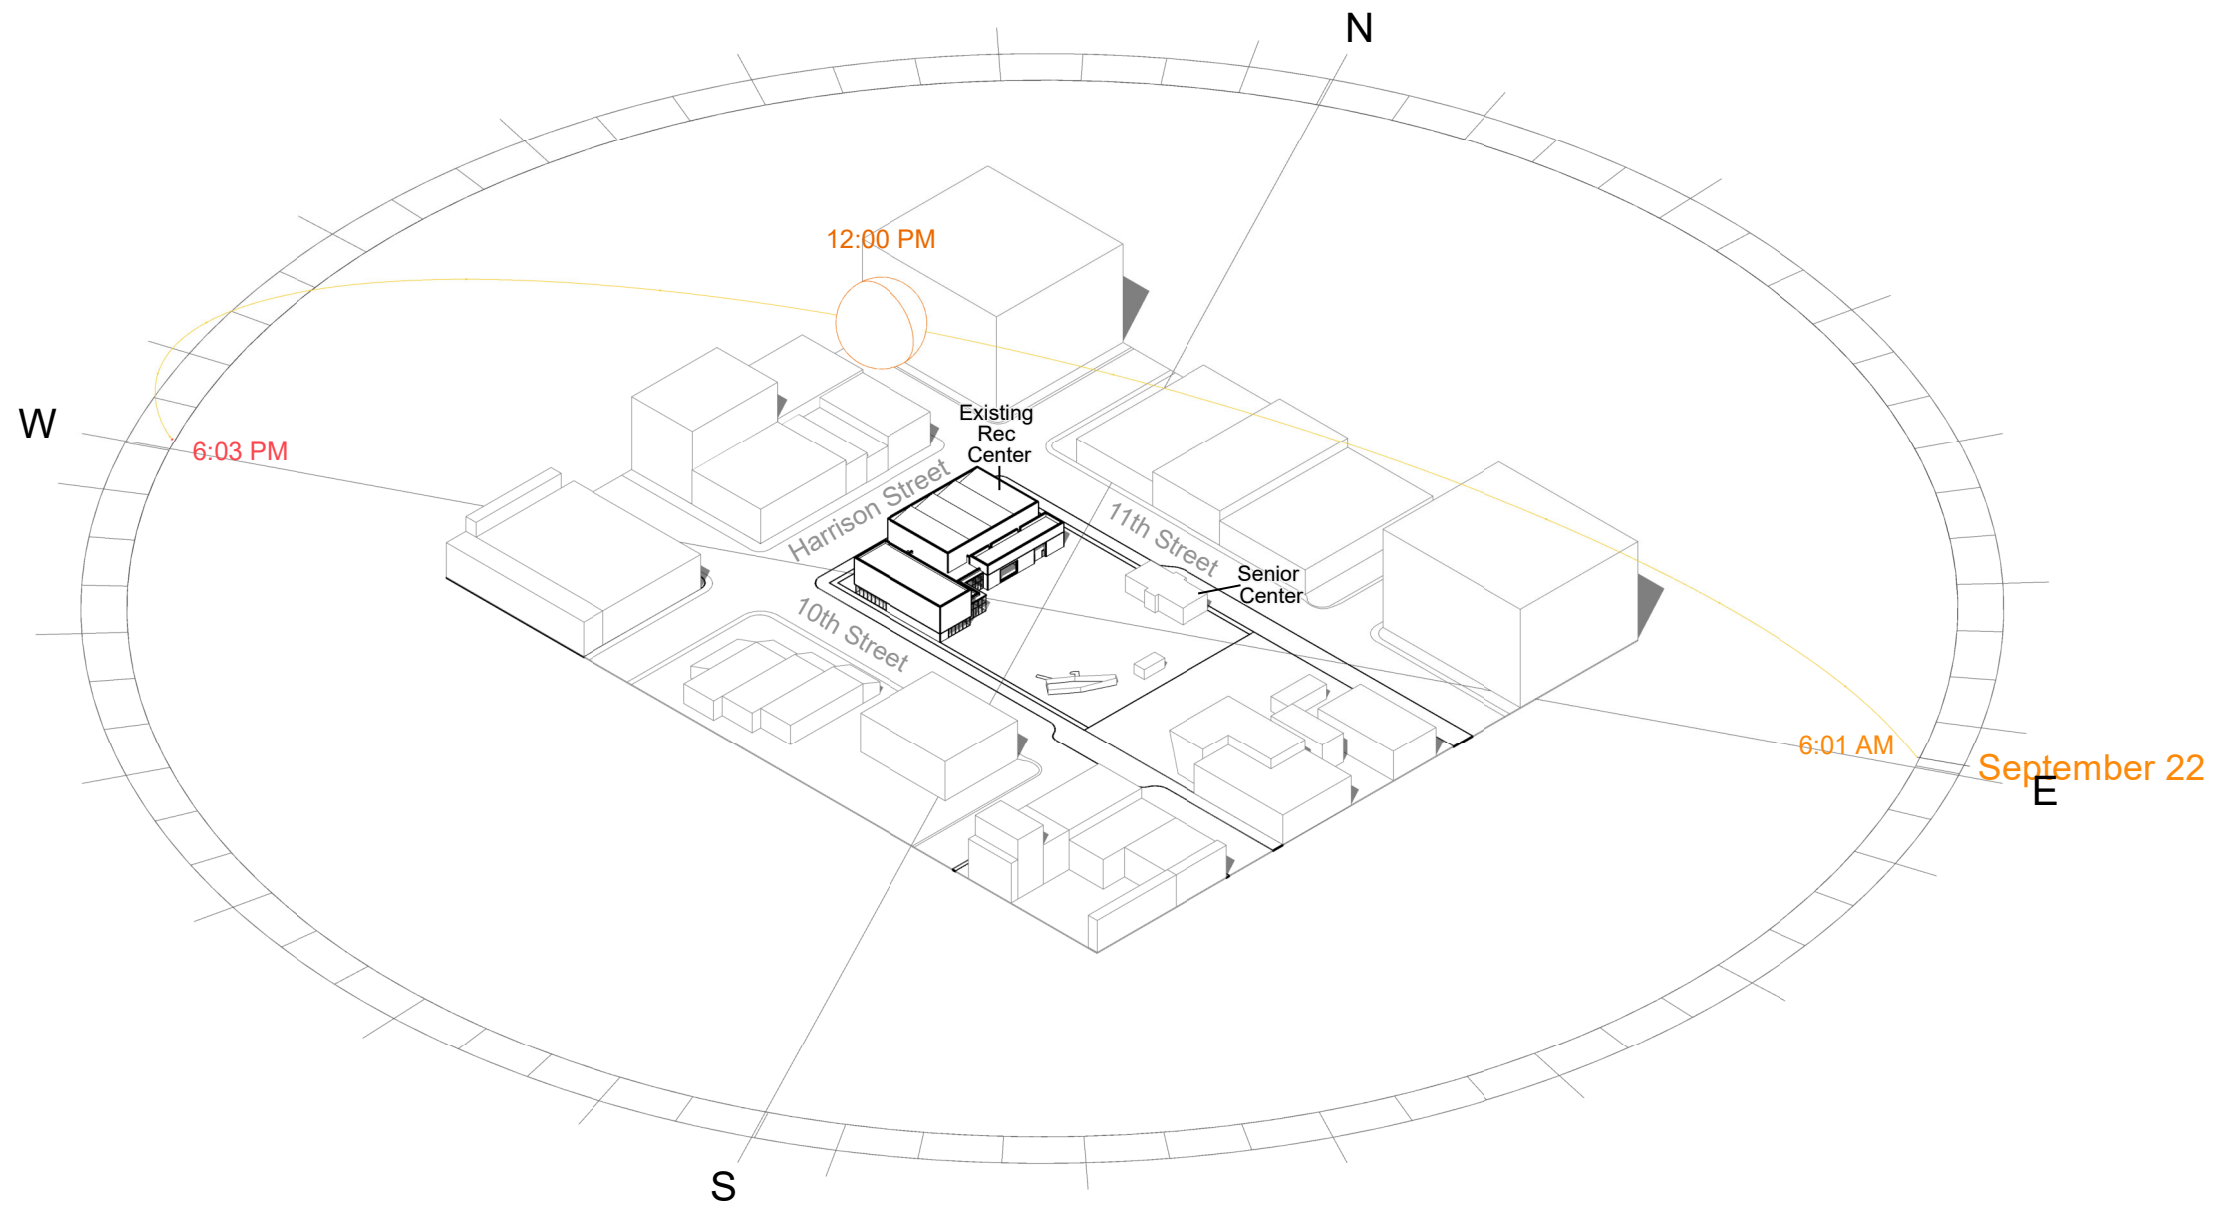 N
12:00 PM
Existing
Rec
Center
W
6:03 PM
Harrison Street
11th Street
Senior
Center
10th Street
6:01 AM
September 22
E
S